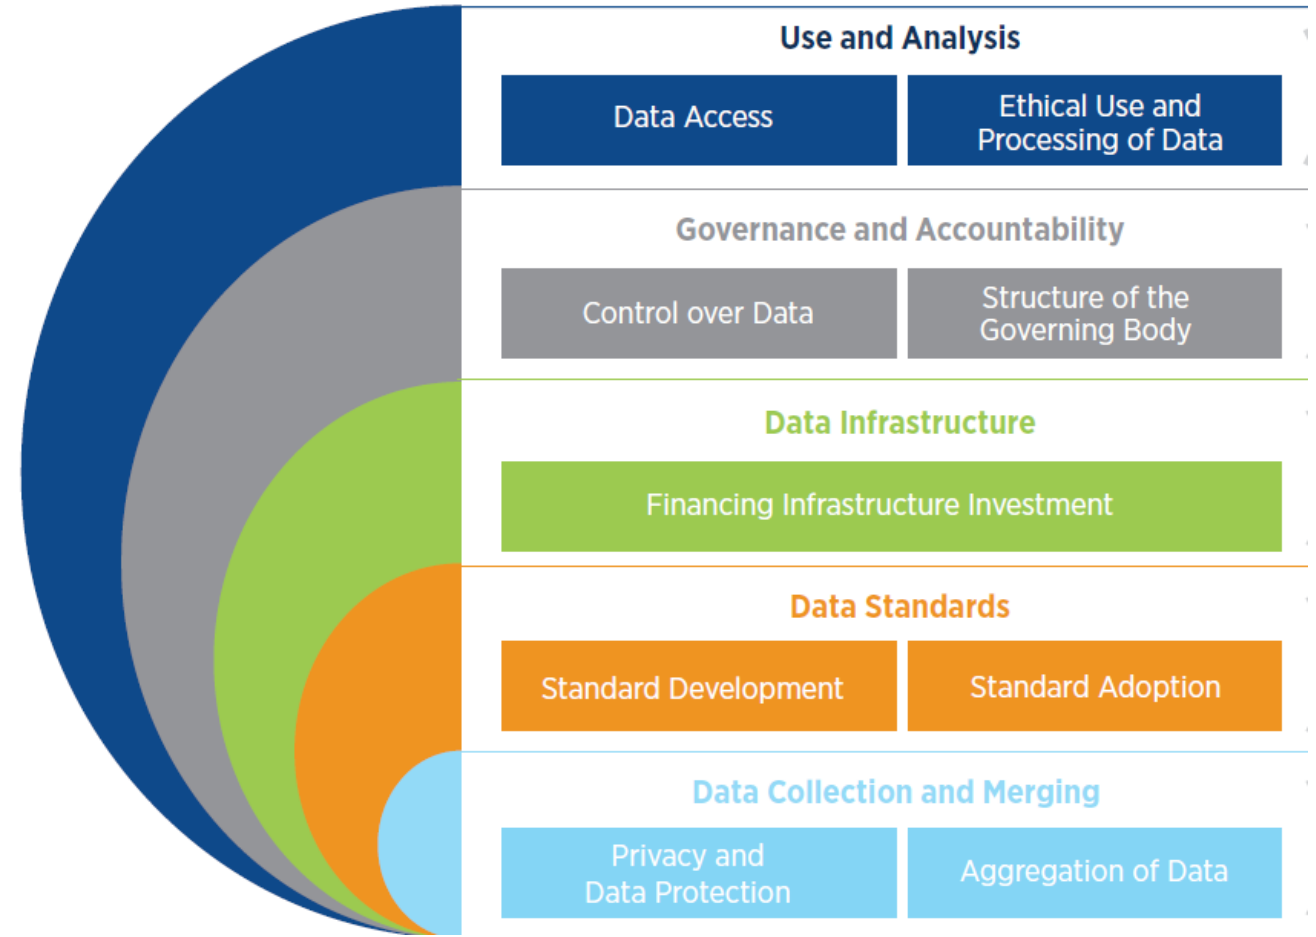 Use and Analysis
Data Access
Ethical Use and
Processing of Data
Governance and Accountability
Control over Data
Structure of the
Governing Body
Data Infrastructure
Financing Infrastructure Investment
Data Standards
Standard Development
Standard Adoption
Data Collection and Merging
Privacy and
Data Protection
Aggregation of Data